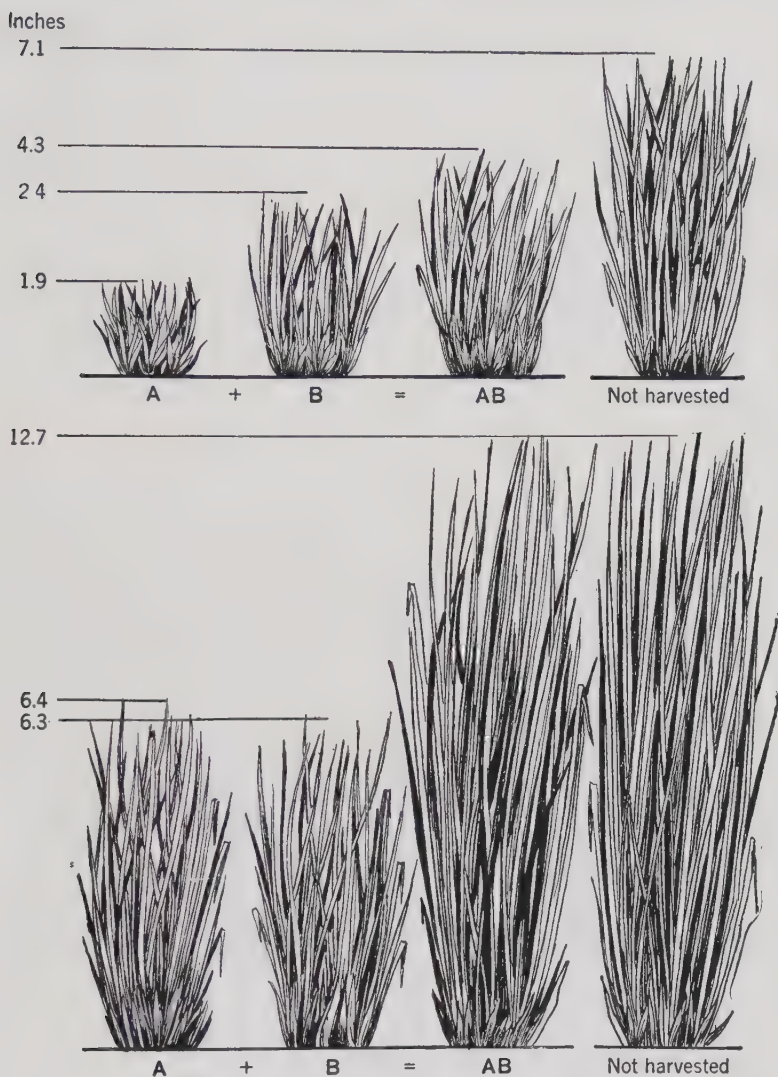 Inches
7.1
4.3
2 4
1.9
A + B = AB Not harvested
12.7
6.4
6.3
A + B = AB Not harvested